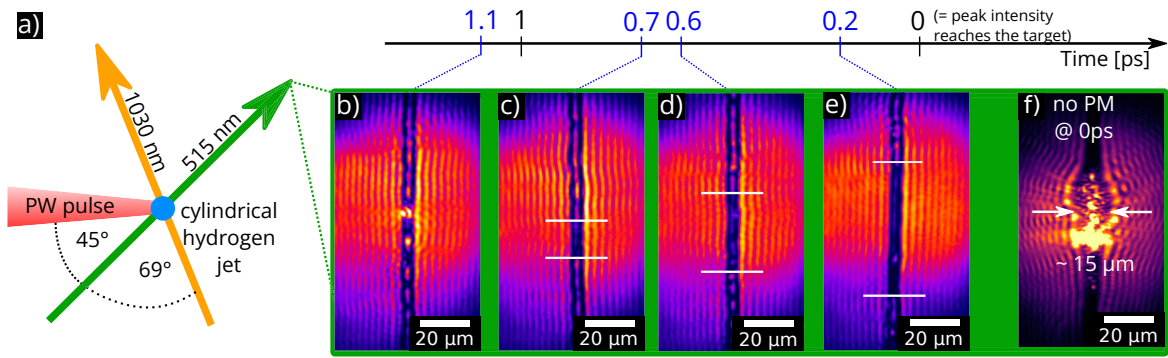 a)
1.1
1
0.7
0.6
0.2
0
(= peak intensity
reaches the target)
Time [ps]
1030 nm
515 nm
PW pulse
cylindrical
hydrogen
jet
45°
69°
b)
c)
d)
e)
f)
no PM
@ 0ps
~ 15 μm
20 μm
20 μm
20 μm
20 μm
20 μm